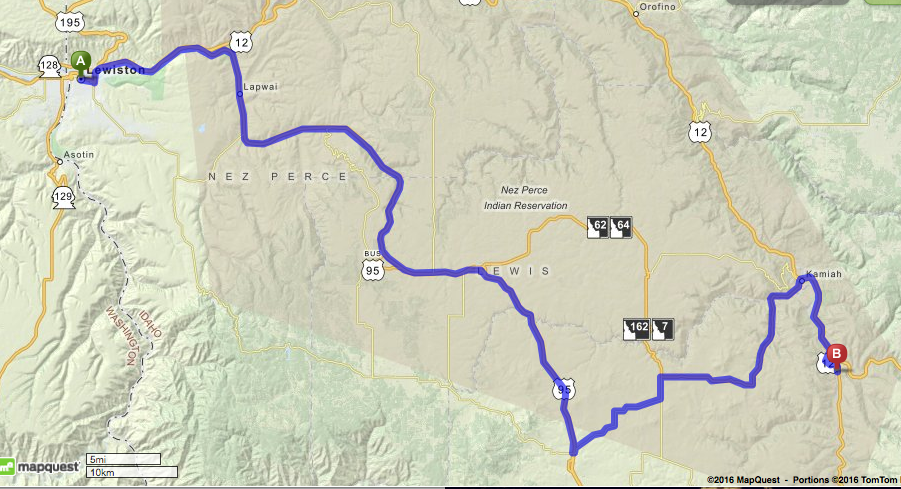 Orofino
195
12
128
A
Lewiston
Lapwai
12
Asotin
NEZ PERCE
129
Nez Perce
Indian Reservation
62
64
BUS
95
LEWIS
Kamiah
IDAHO
WASHINGTON
162
7
B
12
95
5mi
10km
mapquest
©2016 MapQuest - Portions ©2016 TomTom